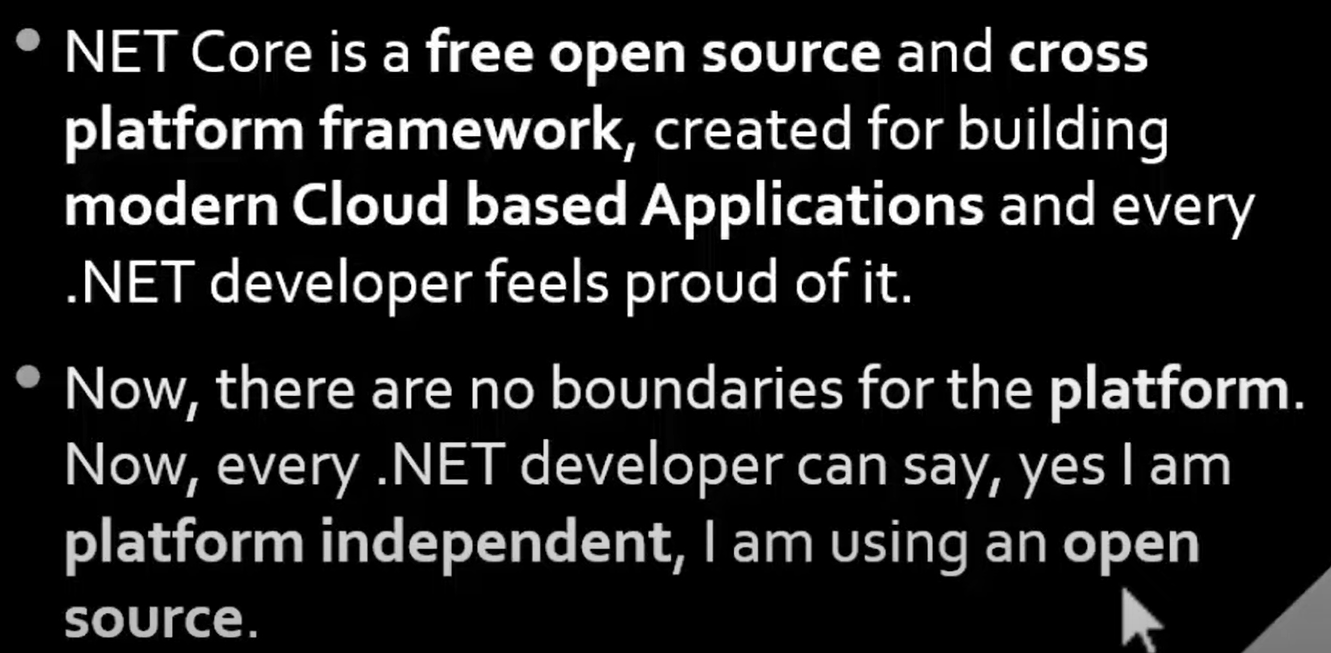 • NET Core is a free open source and cross
platform framework, created for building
modern Cloud based Applications and every
.NET developer feels proud of it.
• Now, there are no boundaries for the platform.
Now, every .NET developer can say, yes I am
platform independent, I am using an open
source.